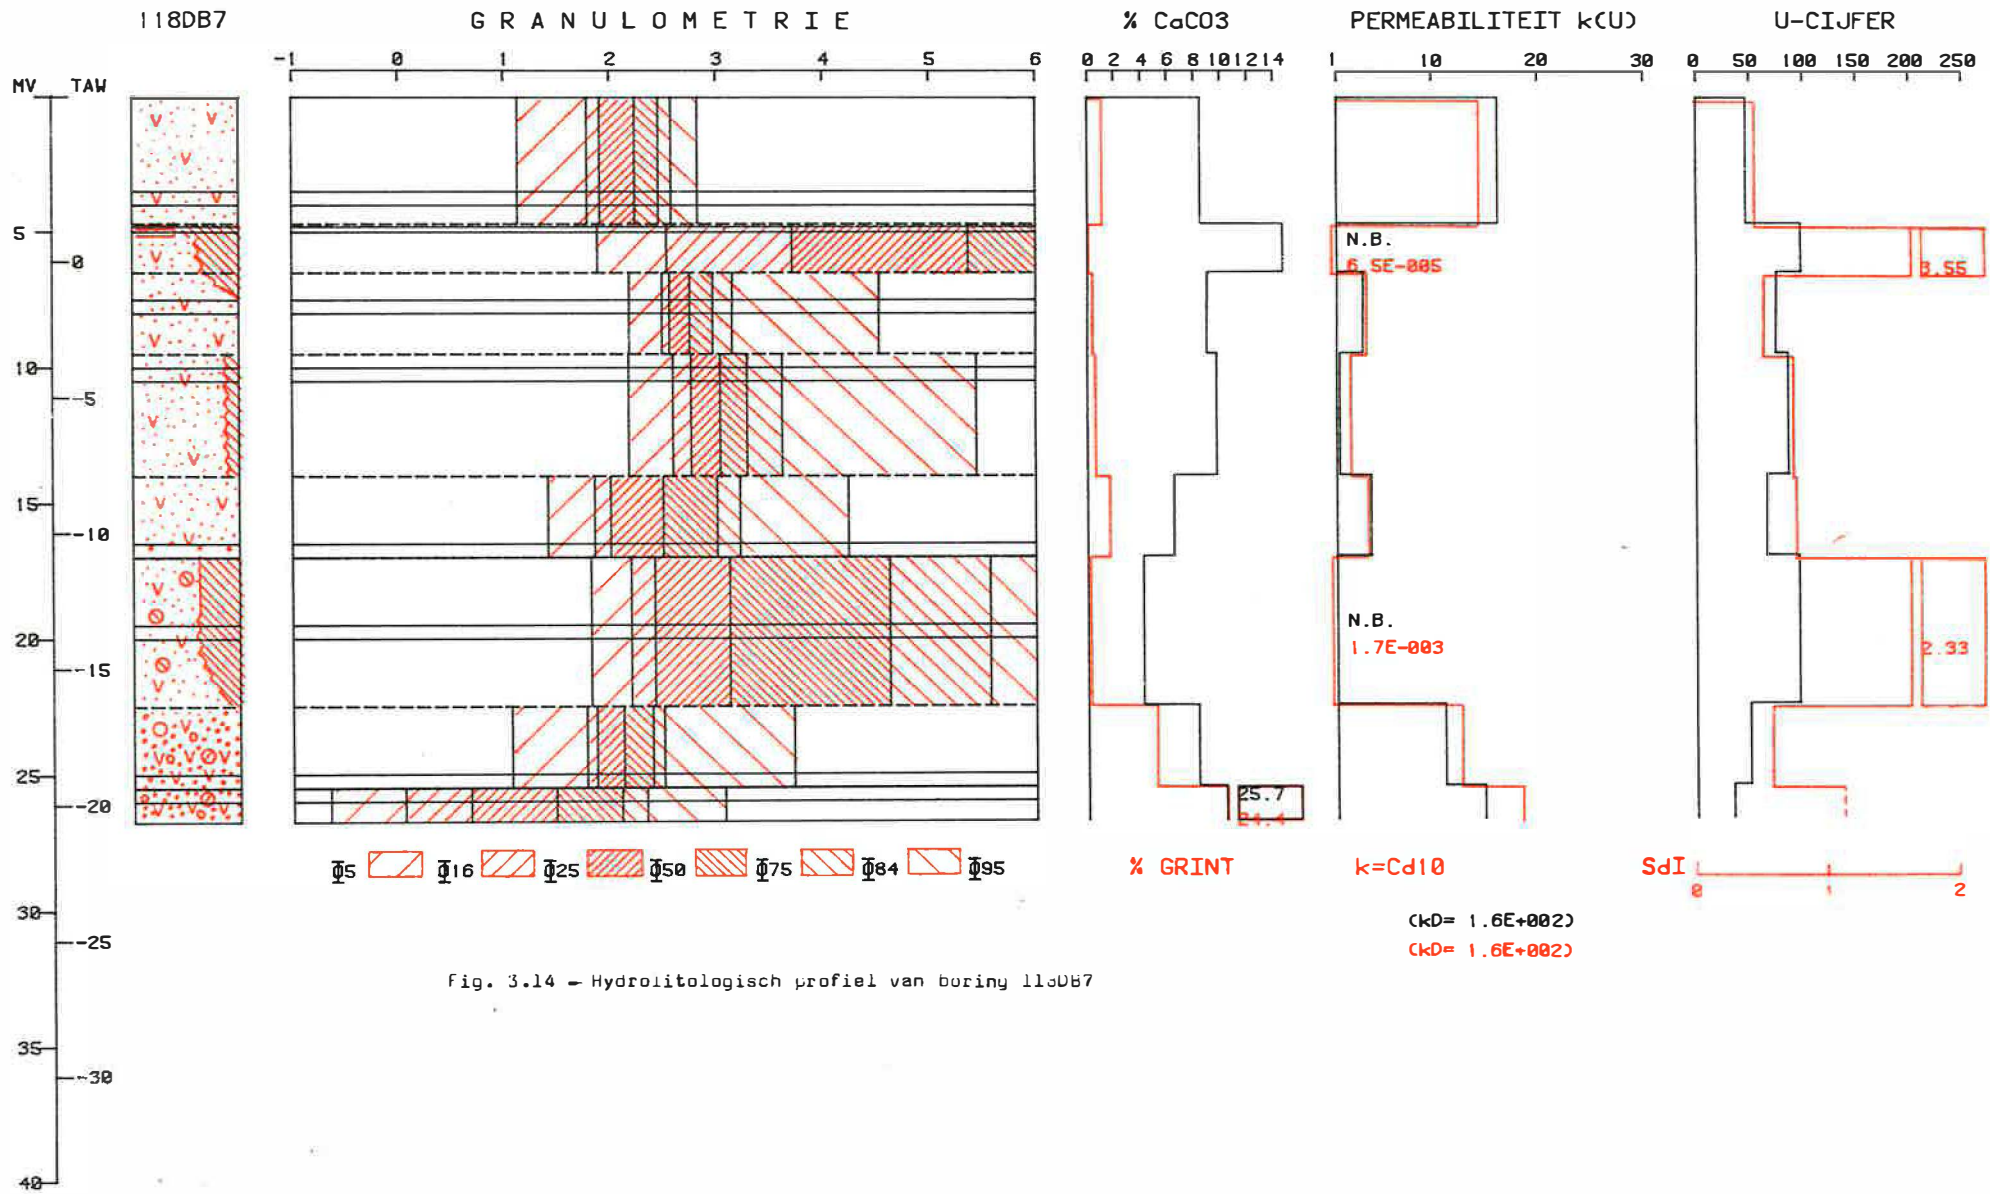 118DB7 GRANULOMETRIE % CaCO3 PERMEABILITEIT k(U) U-CIJFER
-1 0 1 2 3 4 5 6 0 2 4 6 8 10 12 14 1 10 20 30 0 50 100 150 200 250
MV TAW
5
0
N.B.
6.5E-005
3.55
10
-5
15
-10
N.B.
1.7E-003
2.33
20
-15
25
-20
25.7
24.4
Φ5 Φ16 Φ25 Φ50 Φ75 Φ84 Φ95
% GRINT k=Cd10 SdI
0 1 2
30
-25
(kD= 1.6E+002)
(kD= 1.6E+002)
Fig. 3.14 - Hydrolitologisch profiel van boring 118DB7
35
-30
40